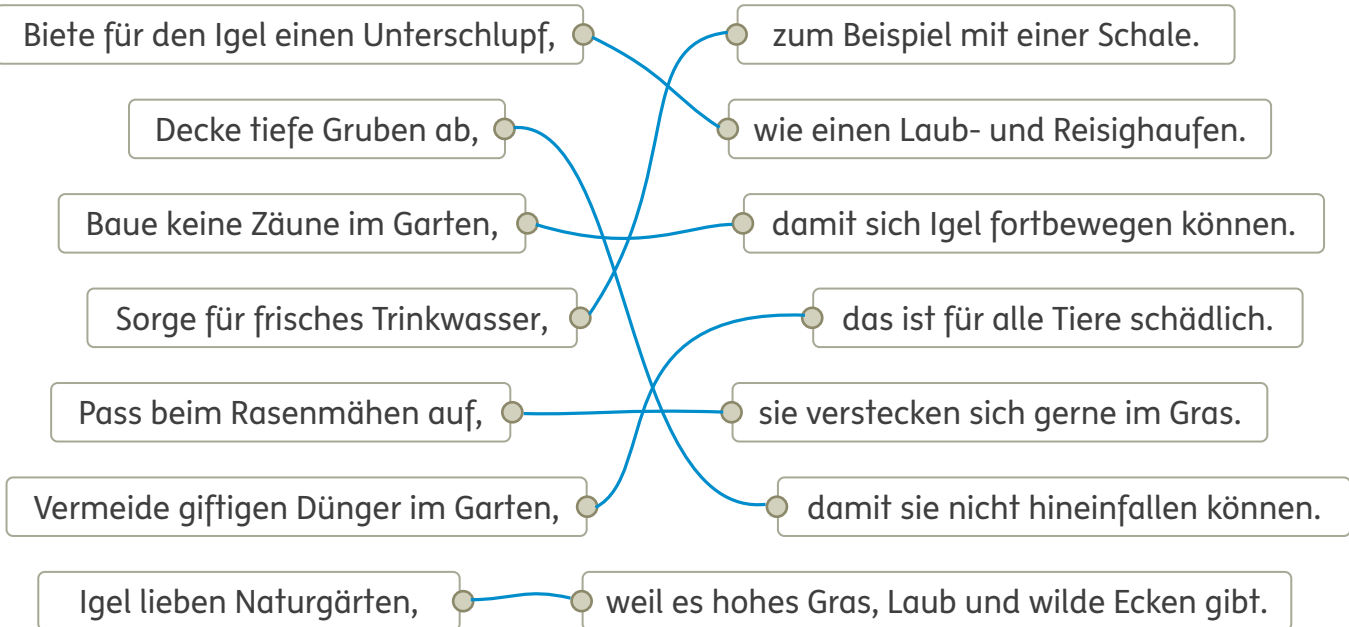 Biete für den Igel einen Unterschlupf, zum Beispiel mit einer Schale.
Decke tiefe Gruben ab, wie einen Laub- und Reisighaufen.
Baue keine Zäune im Garten, damit sich Igel fortbewegen können.
Sorge für frisches Trinkwasser, das ist für alle Tiere schädlich.
Pass beim Rasenmähen auf, sie verstecken sich gerne im Gras.
Vermeide giftigen Dünger im Garten, damit sie nicht hineinfallen können.
Igel lieben Naturgärten, weil es hohes Gras, Laub und wilde Ecken gibt.